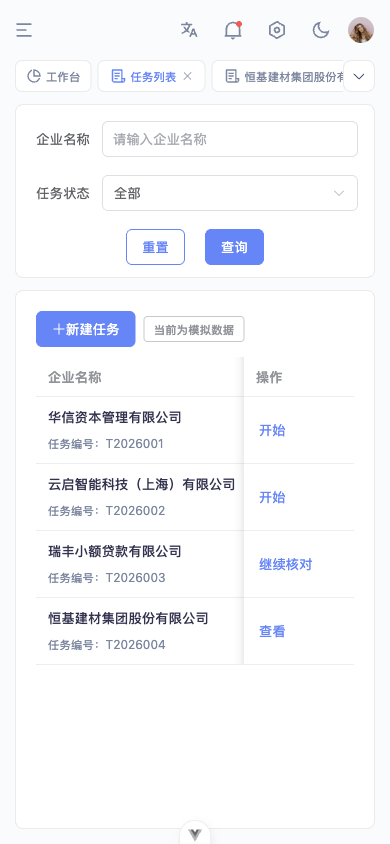 工作台
任务列表
恒基建材集团股份有
企业名称
请输入企业名称
任务状态
全部
重置
查询
新建任务
当前为模拟数据
企业名称
操作
华信资本管理有限公司
任务编号：T2026001
开始
云启智能科技（上海）有限公司
任务编号：T2026002
开始
瑞丰小额贷款有限公司
任务编号：T2026003
继续核对
恒基建材集团股份有限公司
任务编号：T2026004
查看